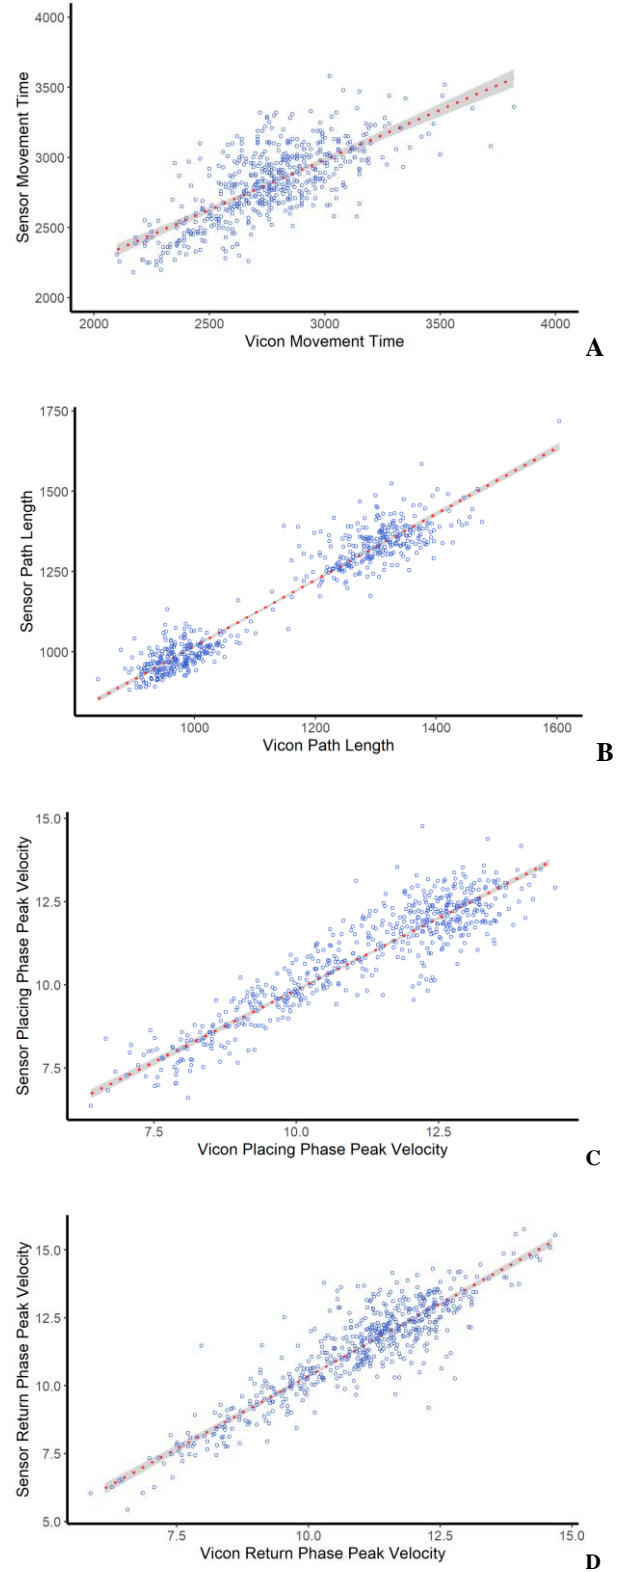 4000
3500
3000
2500
2000
Sensor Movement Time
2000 2500 3000 3500 4000
Vicon Movement Time
A
1750
1500
1250
1000
Sensor Path Length
1000 1200 1400 1600
Vicon Path Length
B
15.0
12.5
10.0
7.5
Sensor Placing Phase Peak Velocity
7.5 10.0 12.5
Vicon Placing Phase Peak Velocity
C
15.0
12.5
10.0
7.5
5.0
Sensor Return Phase Peak Velocity
7.5 10.0 12.5 15.0
Vicon Return Phase Peak Velocity
D